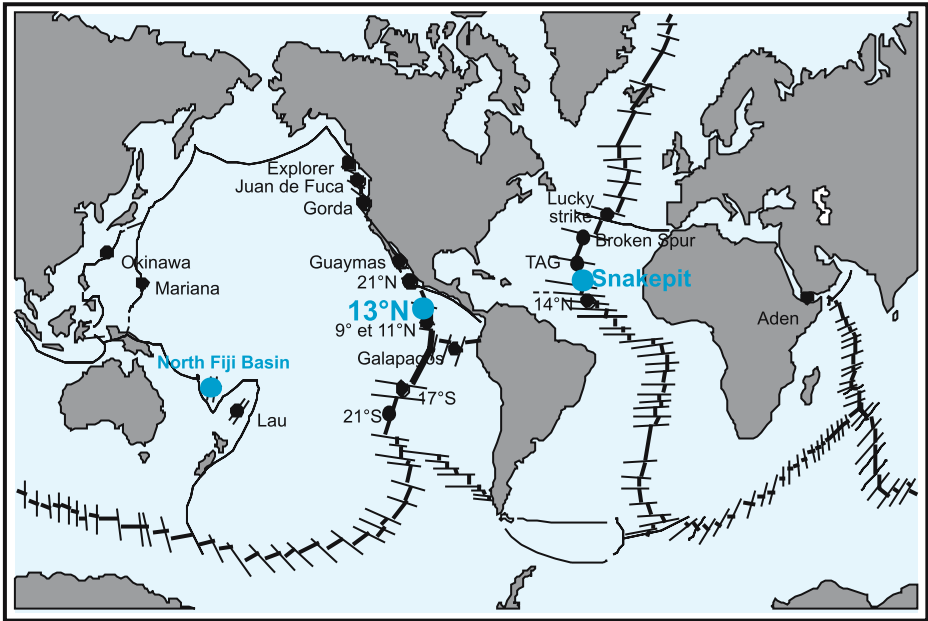 Explorer
Juan de Fuca
Gorda
Lucky
strike
Broken Spur
Okinawa
Guaymas
TAG
Snakepit
21°N
Mariana
14°N
13°N
Aden
9° et 11°N
Galapagos
North Fiji Basin
17°S
21°S
Lau